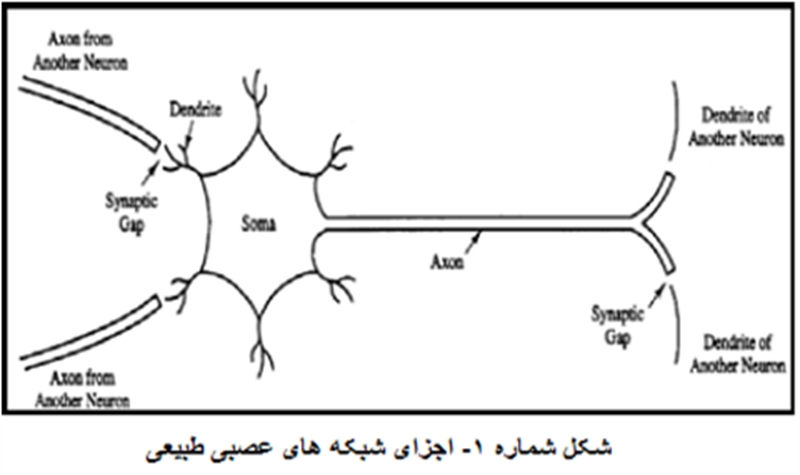 Axon from
Another Neuron
Dendrite
Synaptic
Gap
Soma
Axon
Dendrite of
Another Neuron
Synaptic
Gap
Dendrite of
Another Neuron
Axon from
Another Neuron
شکل شماره ۱- اجزای شبکه های عصبی طبیعی